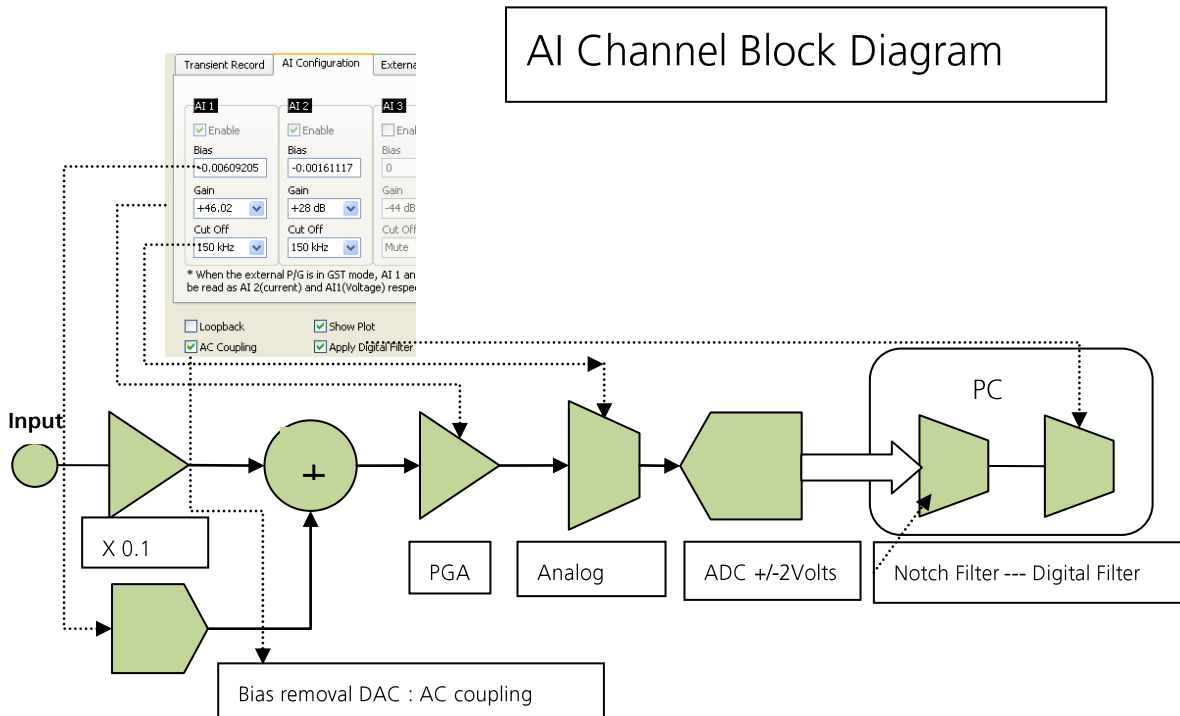 AI Channel Block Diagram
Transient Record AI Configuration Externa
AI 1 AI 2 AI 3
Enable Enable Enal
Bias Bias Bias
-0.00609205 -0.00161117 0
Gain Gain Gain
+46.02 +28 dB -44 dB
Cut Off Cut Off Cut Off
150 kHz 150 kHz Mute
* When the external P/G is in GST mode, AI 1 an
be read as AI 2(current) and AI1(Voltage) respe
Loopback Show Plot
AC Coupling Apply Digital Filter
PC
Input
+
X 0.1
PGA
Analog
ADC +/-2Volts
Notch Filter --- Digital Filter
Bias removal DAC : AC coupling